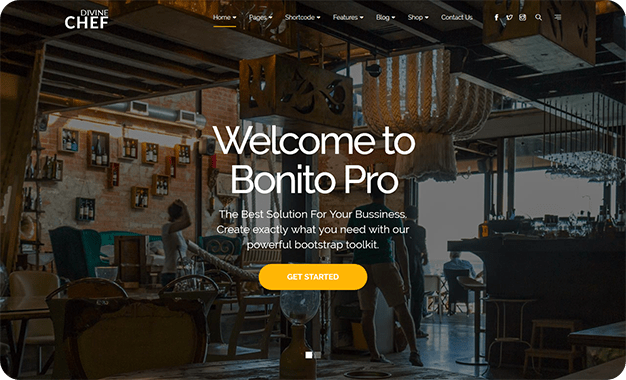 DIVINE
CHEF
Home Pages Shortcode Features Blog Shop Contact Us
Welcome to
Bonito Pro
The Best Solution For Your Bussiness.
Create exactly what you need with our
powerful bootstrap toolkit.
GET STARTED